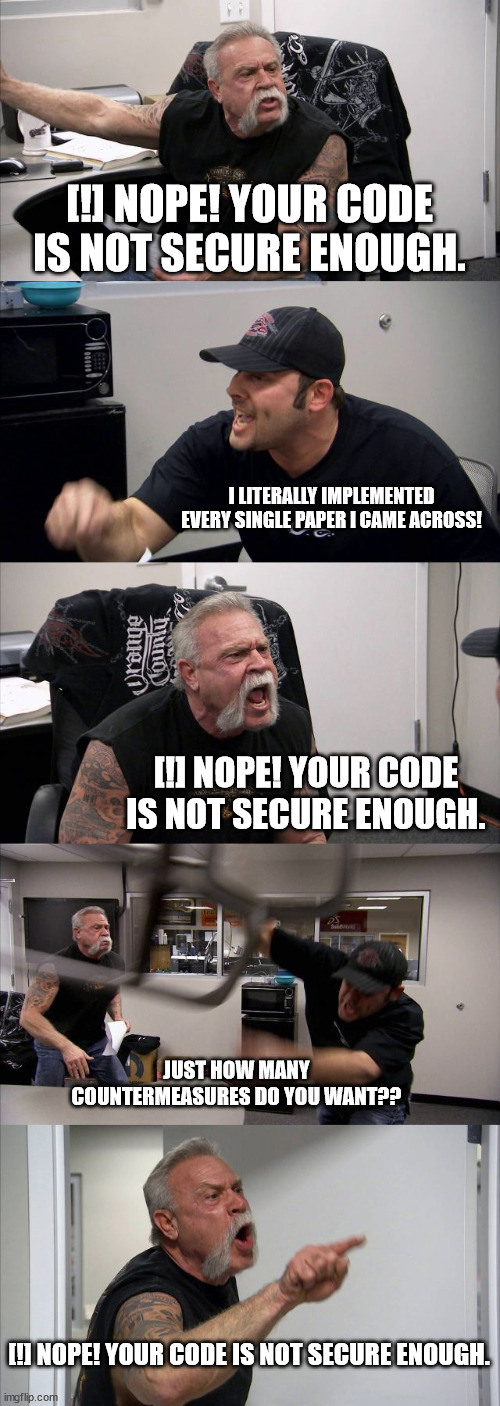 [!] NOPE! YOUR CODE
IS NOT SECURE ENOUGH.
I LITERALLY IMPLEMENTED
EVERY SINGLE PAPER I CAME ACROSS!
Orange
County
[!] NOPE! YOUR CODE
IS NOT SECURE ENOUGH.
JUST HOW MANY
COUNTERMEASURES DO YOU WANT??
[!] NOPE! YOUR CODE IS NOT SECURE ENOUGH.
imgflip.com